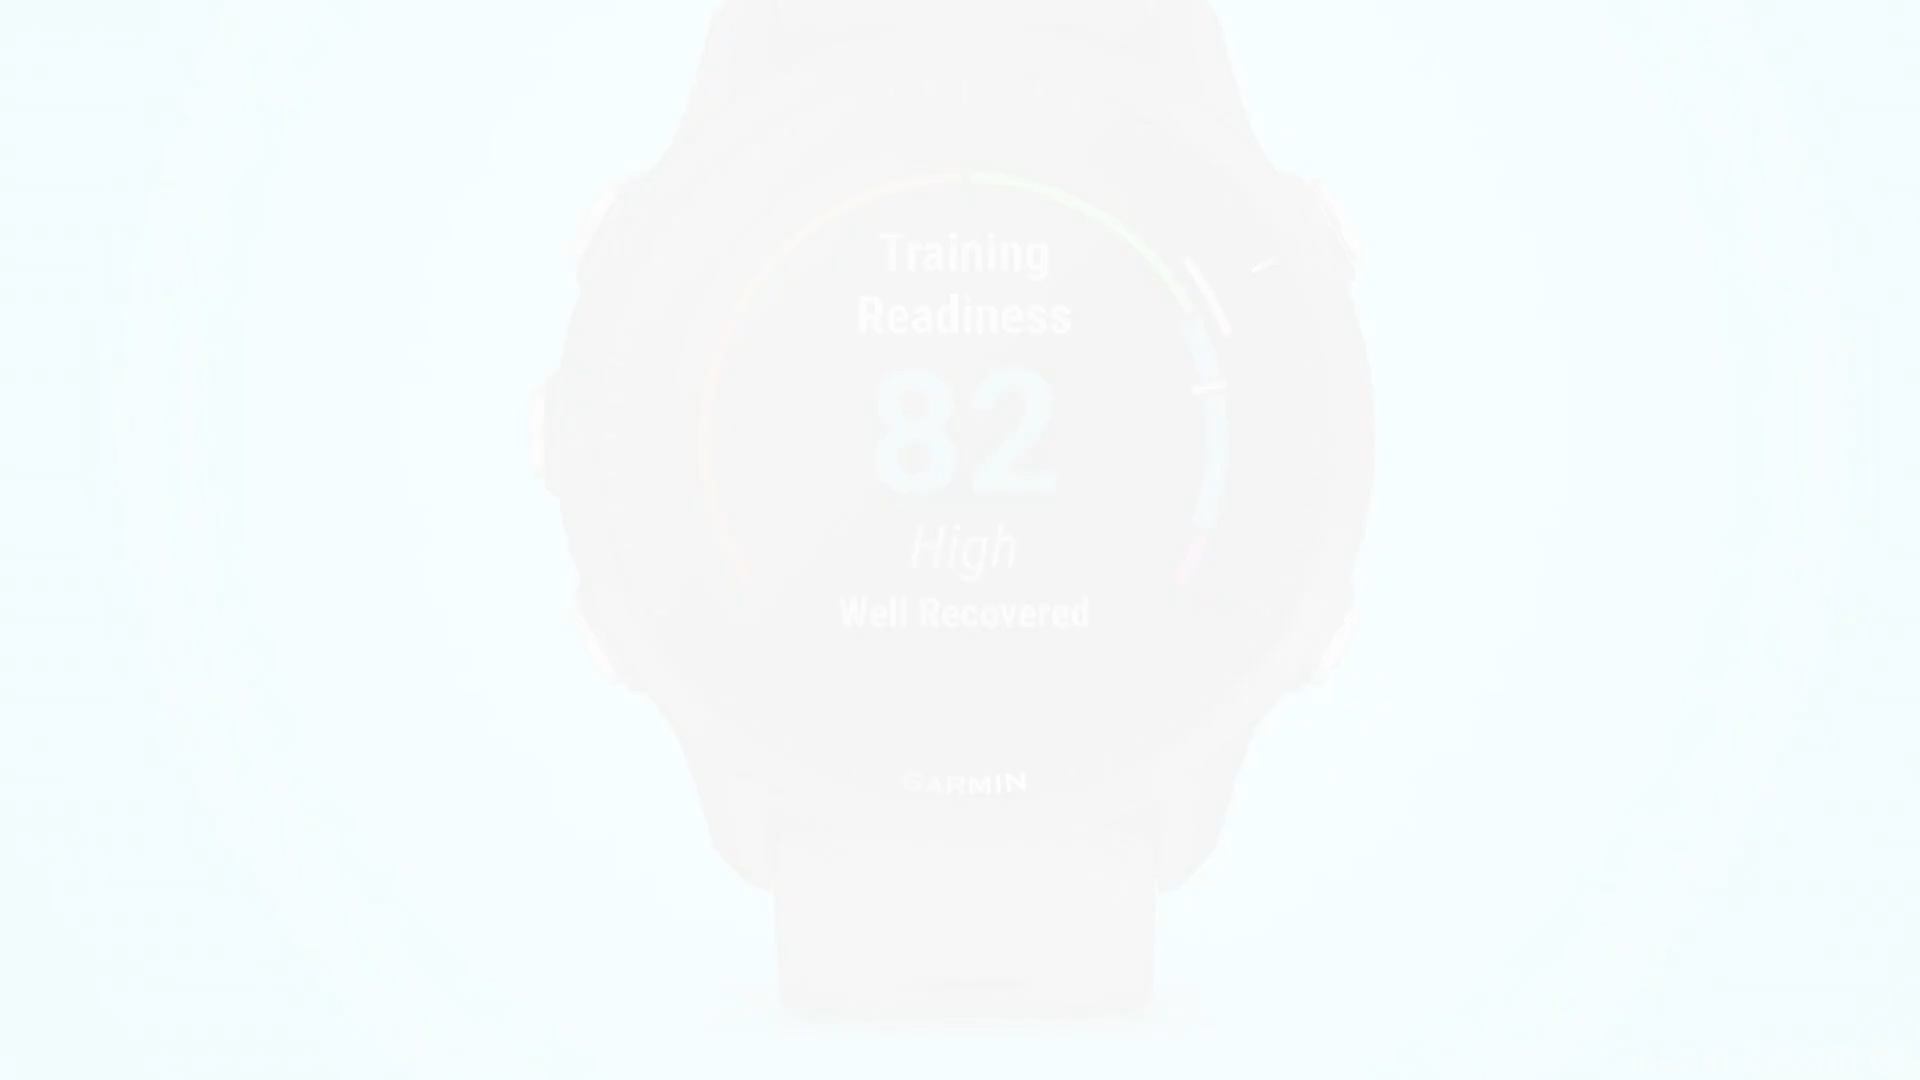 Training
Readiness
82
High
Well Recovered
GARMIN